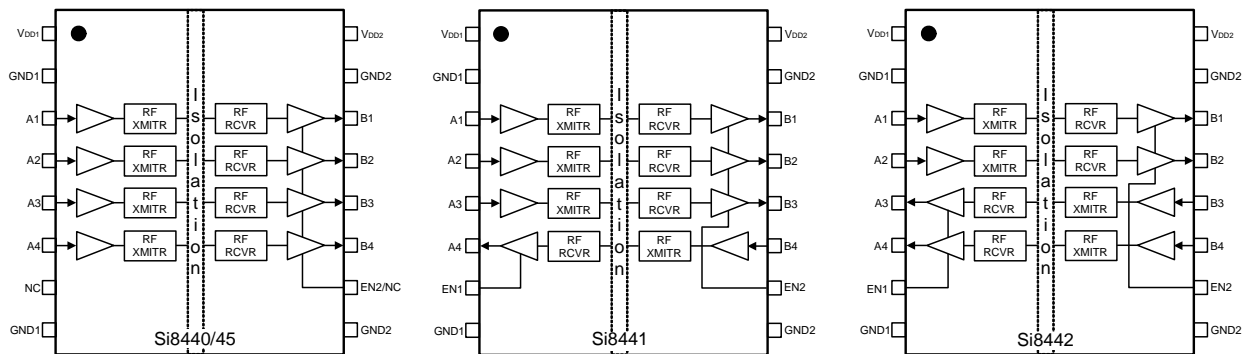 VDD1
GND1
A1
A2
A3
A4
NC
GND1
RF XMITR
RF XMITR
RF XMITR
RF XMITR
Isolation
RF RCVR
RF RCVR
RF RCVR
RF RCVR
VDD2
GND2
B1
B2
B3
B4
EN2/NC
GND2
Si8440/45
VDD1
GND1
A1
A2
A3
A4
EN1
GND1
RF XMITR
RF XMITR
RF XMITR
RF RCVR
Isolation
RF RCVR
RF RCVR
RF RCVR
RF XMITR
VDD2
GND2
B1
B2
B3
B4
EN2
GND2
Si8441
VDD1
GND1
A1
A2
A3
A4
EN1
GND1
RF XMITR
RF XMITR
RF RCVR
RF RCVR
Isolation
RF RCVR
RF RCVR
RF XMITR
RF XMITR
VDD2
GND2
B1
B2
B3
B4
EN2
GND2
Si8442